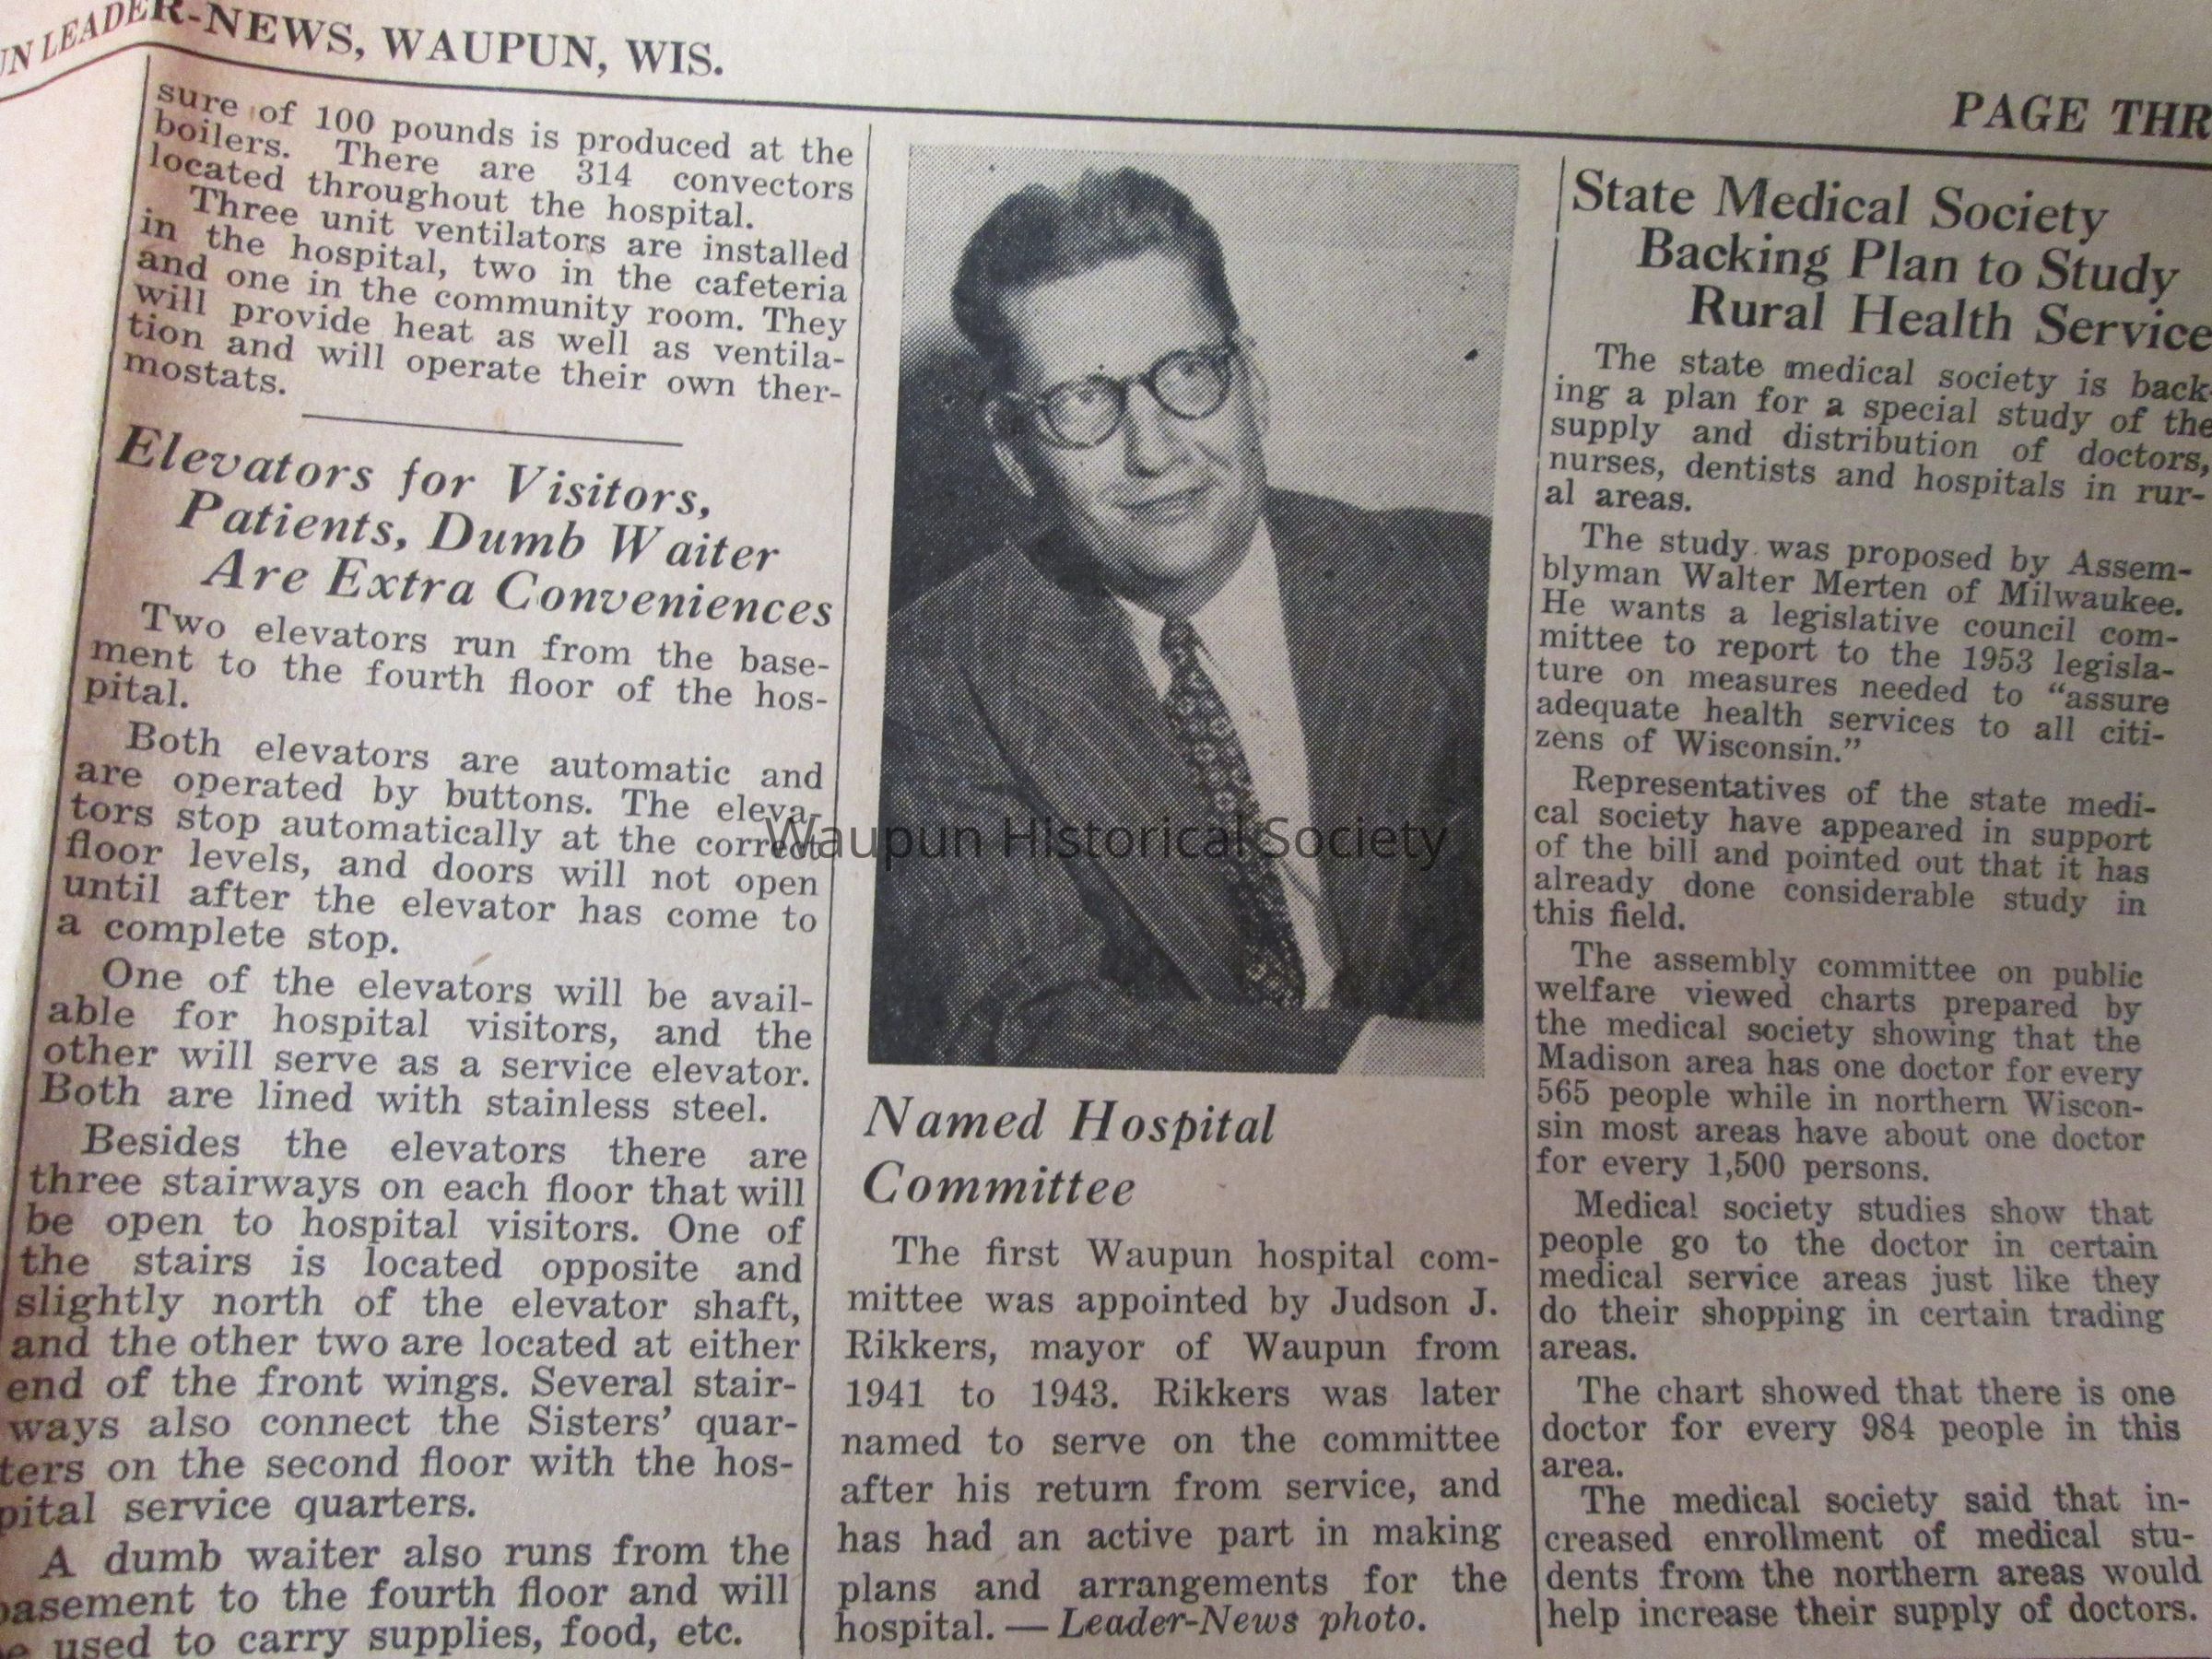 LEADER-NEWS, WAUPUN, WIS.
PAGE THR
sure of 100 pounds is produced at the
boilers. There are 314 convectors
located throughout the hospital.
Three unit ventilators are installed
in the hospital, two in the cafeteria
and one in the community room. They
will provide heat as well as ventila-
tion and will operate their own ther-
mostats.
Elevators for Visitors,
Patients, Dumb Waiter
Are Extra Conveniences
Two elevators run from the base-
ment to the fourth floor of the hos-
pital.
Both elevators are automatic and
are operated by buttons. The eleva-
tors stop automatically at the correct
floor levels, and doors will not open
until after the elevator has come to
a complete stop.
One of the elevators will be avail-
able for hospital visitors, and the
other will serve as a service elevator.
Both are lined with stainless steel.
Besides the elevators there are
three stairways on each floor that will
be open to hospital visitors. One of
the stairs is located opposite and
slightly north of the elevator shaft,
and the other two are located at either
end of the front wings. Several stair-
ways also connect the Sisters' quar-
ters on the second floor with the hos-
pital service quarters.
A dumb waiter also runs from the
basement to the fourth floor and will
used to carry supplies, food, etc.
Waupun Historical Society
Named Hospital
Committee
The first Waupun hospital com-
mittee was appointed by Judson J.
Rikkers, mayor of Waupun from
1941 to 1943. Rikkers was later
named to serve on the committee
after his return from service, and
has had an active part in making
plans and arrangements for the
hospital. — Leader-News photo.
State Medical Society
Backing Plan to Study
Rural Health Service
The state medical society is back-
ing a plan for a special study of the
supply and distribution of doctors,
nurses, dentists and hospitals in rur-
al areas.
The study was proposed by Assem-
blyman Walter Merten of Milwaukee.
He wants a legislative council com-
mittee to report to the 1953 legisla-
ture on measures needed to "assure
adequate health services to all citi-
zens of Wisconsin."
Representatives of the state medi-
cal society have appeared in support
of the bill and pointed out that it has
already done considerable study in
this field.
The assembly committee on public
welfare viewed charts prepared by
the medical society showing that the
Madison area has one doctor for every
565 people while in northern Wiscon-
sin most areas have about one doctor
for every 1,500 persons.
Medical society studies show that
people go to the doctor in certain
medical service areas just like they
do their shopping in certain trading
areas.
The chart showed that there is one
doctor for every 984 people in this
area.
The medical society said that in-
creased enrollment of medical stu-
dents from the northern areas would
help increase their supply of doctors.